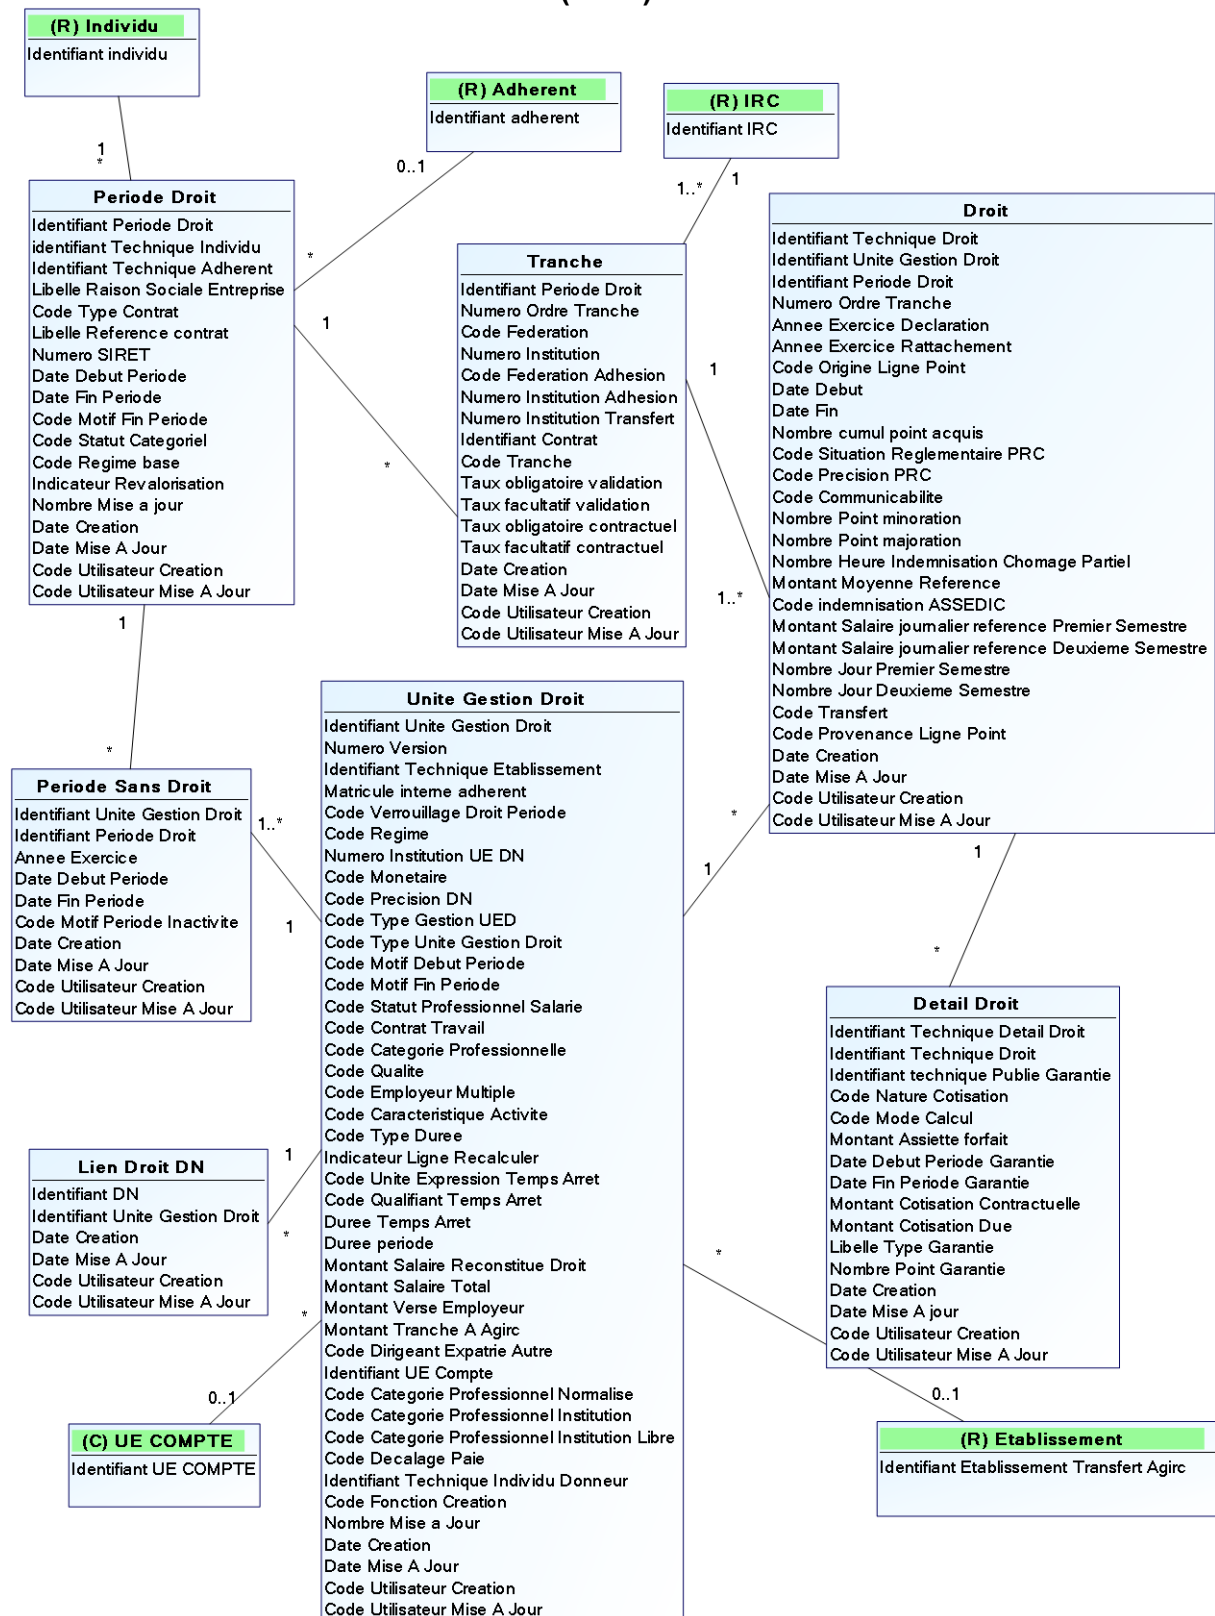 (R) Individu
Identifiant individu
1
*
(R) Adherent
Identifiant adherent
0..1
*
(R) IRC
Identifiant IRC
1..*
1
Periode Droit
Identifiant Periode Droit
identifiant Technique Individu
Identifiant Technique Adherent
Libelle Raison Sociale Entreprise
Code Type Contrat
Libelle Reference contrat
Numero SIRET
Date Debut Periode
Date Fin Periode
Code Motif Fin Periode
Code Statut Categoriel
Code Regime base
Indicateur Revalorisation
Nombre Mise a jour
Date Creation
Date Mise A Jour
Code Utilisateur Creation
Code Utilisateur Mise A Jour
1
*
1
*
Tranche
Identifiant Periode Droit
Numero Ordre Tranche
Code Federation
Numero Institution
Code Federation Adhesion
Numero Institution Adhesion
Numero Institution Transfert
Identifiant Contrat
Code Tranche
Taux obligatoire validation
Taux facultatif validation
Taux obligatoire contractuel
Taux facultatif contractuel
Date Creation
Date Mise A Jour
Code Utilisateur Creation
Code Utilisateur Mise A Jour
1
1..*
Droit
Identifiant Technique Droit
Identifiant Unite Gestion Droit
Identifiant Periode Droit
Numero Ordre Tranche
Annee Exercice Declaration
Annee Exercice Rattachement
Code Origine Ligne Point
Date Debut
Date Fin
Nombre cumul point acquis
Code Situation Reglementaire PRC
Code Precision PRC
Code Communicabilite
Nombre Point minoration
Nombre Point majoration
Nombre Heure Indemnisation Chomage Partiel
Montant Moyenne Reference
Code indemnisation ASSEDIC
Montant Salaire journalier reference Premier Semestre
Montant Salaire journalier reference Deuxieme Semestre
Nombre Jour Premier Semestre
Nombre Jour Deuxieme Semestre
Code Transfert
Code Provenance Ligne Point
Date Creation
Date Mise A Jour
Code Utilisateur Creation
Code Utilisateur Mise A Jour
*
1
1
*
Periode Sans Droit
Identifiant Unite Gestion Droit
Identifiant Periode Droit
Annee Exercice
Date Debut Periode
Date Fin Periode
Code Motif Periode Inactivite
Date Creation
Date Mise A Jour
Code Utilisateur Creation
Code Utilisateur Mise A Jour
1..*
1
Unite Gestion Droit
Identifiant Unite Gestion Droit
Numero Version
Identifiant Technique Etablissement
Matricule interne adherent
Code Verrouillage Droit Periode
Code Regime
Numero Institution UE DN
Code Monetaire
Code Precision DN
Code Type Gestion UED
Code Type Unite Gestion Droit
Code Motif Debut Periode
Code Motif Fin Periode
Code Statut Professionnel Salarie
Code Contrat Travail
Code Categorie Professionnelle
Code Qualite
Code Employeur Multiple
Code Caracteristique Activite
Code Type Duree
Indicateur Ligne Recalculer
Code Unite Expression Temps Arret
Code Qualifiant Temps Arret
Duree Temps Arret
Duree periode
Montant Salaire Reconstitue Droit
Montant Salaire Total
Montant Verse Employeur
Montant Tranche A Agirc
Code Dirigeant Expatrie Autre
Identifiant UE Compte
Code Categorie Professionnel Normalise
Code Categorie Professionnel Institution
Code Categorie Professionnel Institution Libre
Code Decalage Paie
Identifiant Technique Individu Donneur
Code Fonction Creation
Nombre Mise a Jour
Date Creation
Date Mise A Jour
Code Utilisateur Creation
Code Utilisateur Mise A Jour
Detail Droit
Identifiant Technique Detail Droit
Identifiant Technique Droit
Identifiant technique Publie Garantie
Code Nature Cotisation
Code Mode Calcul
Montant Assiette forfait
Date Debut Periode Garantie
Date Fin Periode Garantie
Montant Cotisation Contractuelle
Montant Cotisation Due
Libelle Type Garantie
Nombre Point Garantie
Date Creation
Date Mise A jour
Code Utilisateur Creation
Code Utilisateur Mise A Jour
Lien Droit DN
Identifiant DN
Identifiant Unite Gestion Droit
Date Creation
Date Mise A Jour
Code Utilisateur Creation
Code Utilisateur Mise A Jour
1
*
*
0..1
*
0..1
(C) UE COMPTE
Identifiant UE COMPTE
(R) Etablissement
Identifiant Etablissement Transfert Agirc